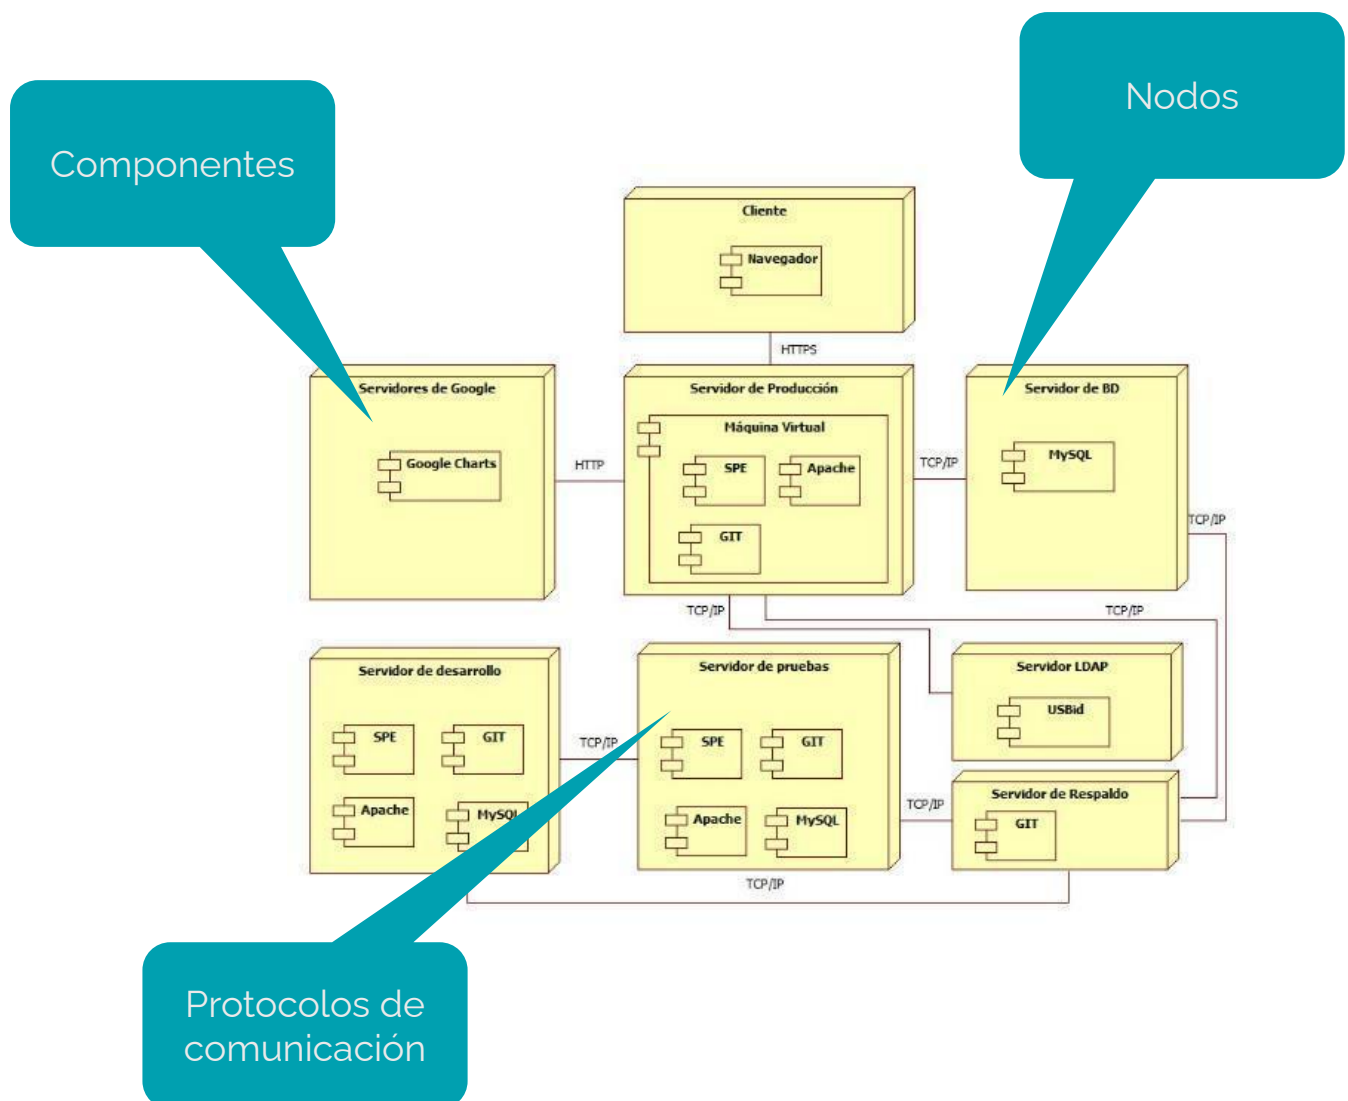 Nodos
Componentes
Cliente
Navegador
HTTPS
Servidores de Google
Google Charts
HTTP
Servidor de Producción
Máquina Virtual
SPE
Apache
GIT
TCP/IP
Servidor de BD
MySQL
TCP/IP
TCP/IP
TCP/IP
Servidor de desarrollo
SPE
GIT
Apache
MySQL
TCP/IP
Servidor de pruebas
SPE
GIT
Apache
MySQL
Servidor LDAP
USBid
TCP/IP
Servidor de Respaldo
GIT
TCP/IP
Protocolos de
comunicación